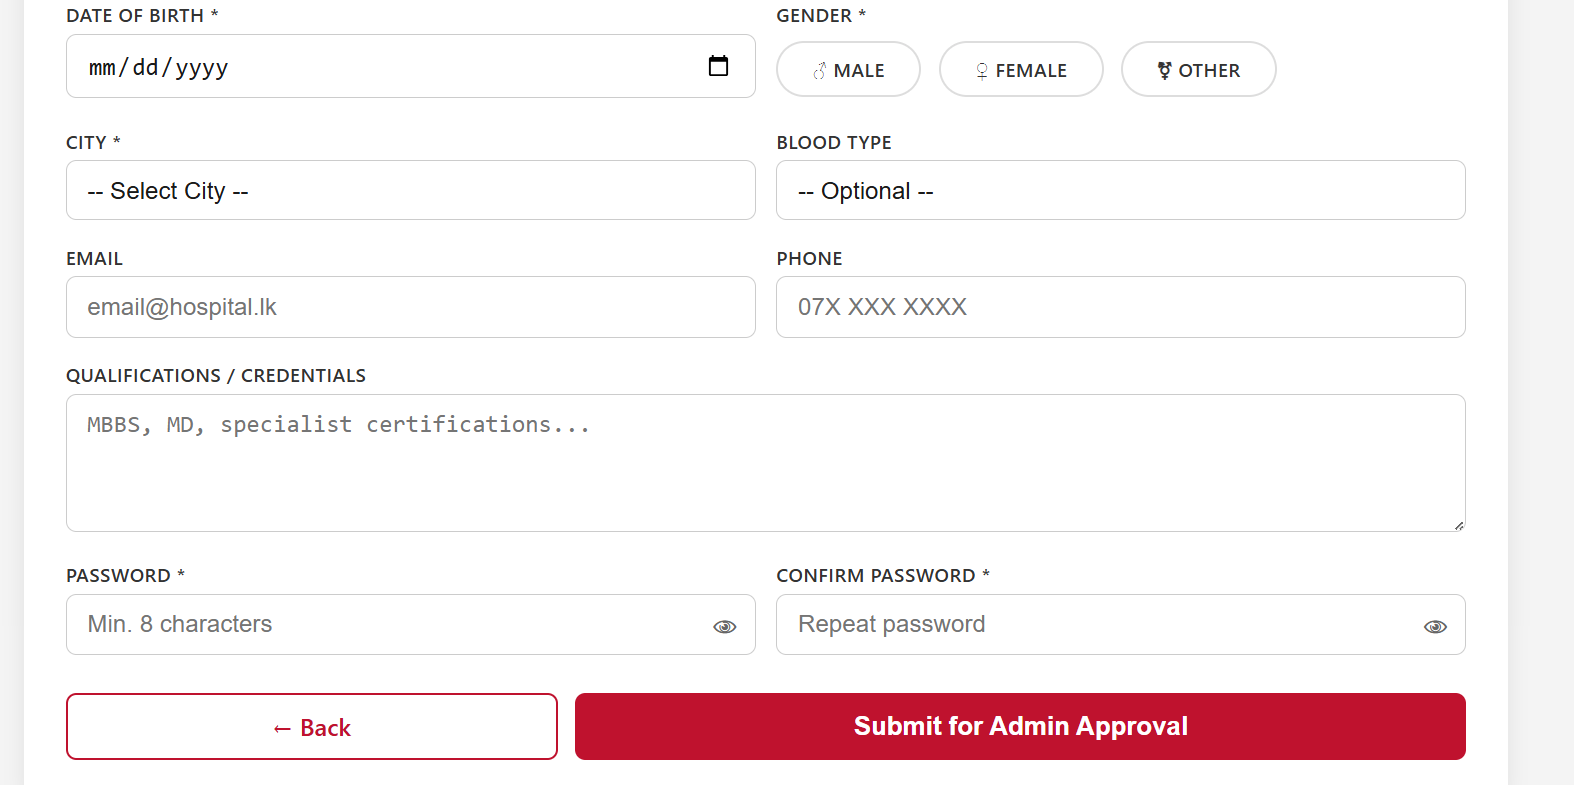 DATE OF BIRTH * GENDER *
mm/dd/yyyy ♂ MALE ♀ FEMALE ⚧ OTHER
CITY * BLOOD TYPE
-- Select City -- -- Optional --
EMAIL PHONE
email@hospital.lk 07X XXX XXXX
QUALIFICATIONS / CREDENTIALS
MBBS, MD, specialist certifications...
PASSWORD * CONFIRM PASSWORD *
Min. 8 characters Repeat password
← Back Submit for Admin Approval